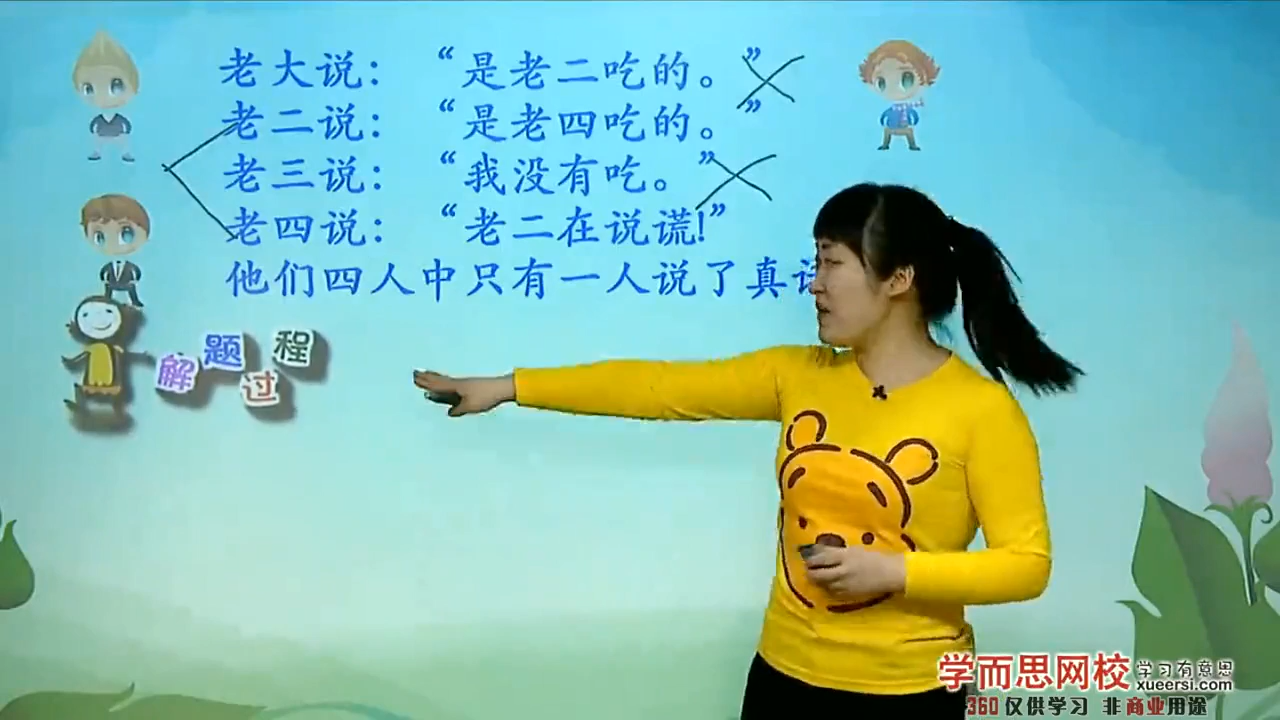 老大说: “是老二吃的。”
老二说: “是老四吃的。”
老三说: “我没有吃。”
老四说: “老二在说谎!”
他们四人中只有一人说了真
解题过程
学而思网校 学习有意思
xueersi.com
360 仅供学习 非商业用途